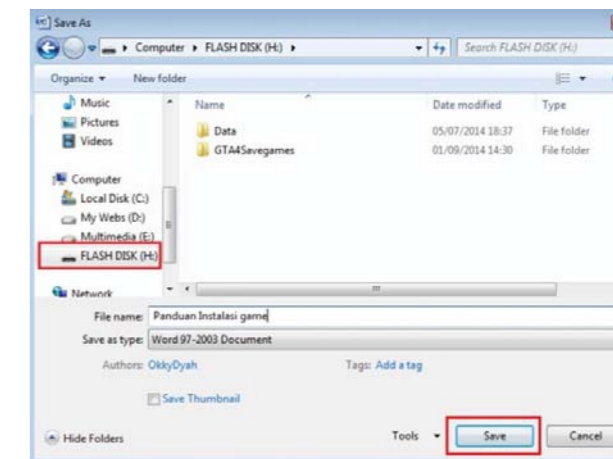 Save As
Computer ▸ FLASH DISK (H:) ▸
Search FLASH DISK (H:)
Organize
New folder
Music
Pictures
Videos
Computer
Local Disk (C:)
My Webs (D:)
Multimedia (E:)
FLASH DISK (H:)
Network
Name Date modified Type
Data 05/07/2014 18:37 File folder
GTA4Savegames 01/09/2014 14:30 File folder
File name: Panduan Instalasi game
Save as type: Word 97-2003 Document
Authors: OkkyDyah Tags: Add a tag
Save Thumbnail
Hide Folders Tools Save Cancel